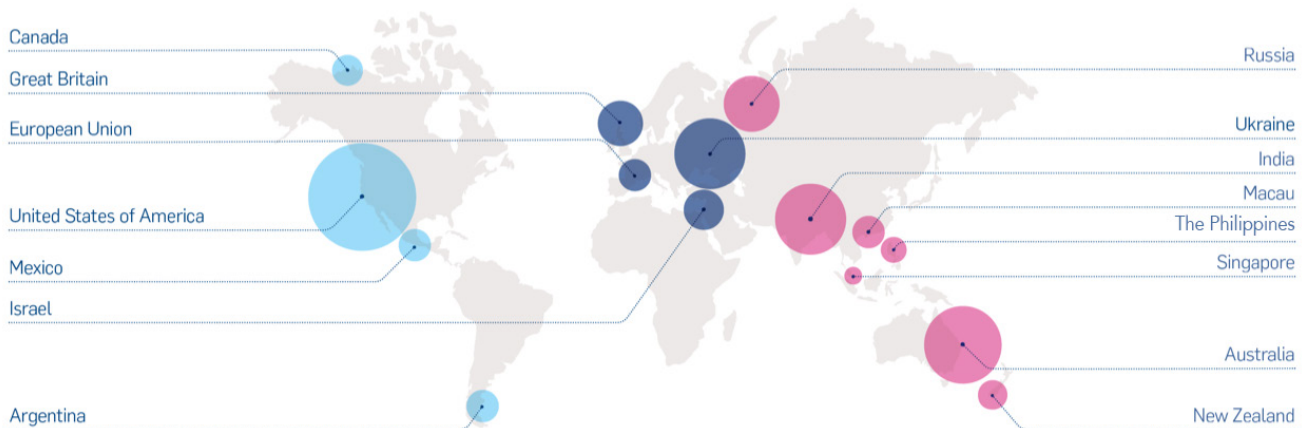 Canada
Great Britain
European Union
United States of America
Mexico
Israel
Argentina
Russia
Ukraine
India
Macau
The Philippines
Singapore
Australia
New Zealand